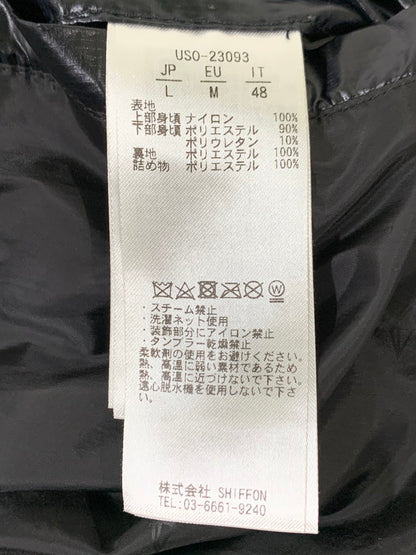 USO-23093
JP EU IT
L M 48
表地
上部身頃 ナイロン 100%
下部身頃 ポリエステル 90%
ポリウレタン 10%
裏地 ポリエステル 100%
詰め物 ポリエステル 100%
W
・スチーム禁止
・洗濯ネット使用
・装飾部分にアイロン禁止
・タンブラー乾燥禁止
柔軟剤の使用をお避けください。
熱、高温に弱い素材であるため
熱、高温に近づけないで下さい。
遠心脱水機を使用しないで下さ
い。
株式会社 SHIFFON
TEL:03-6661-9240